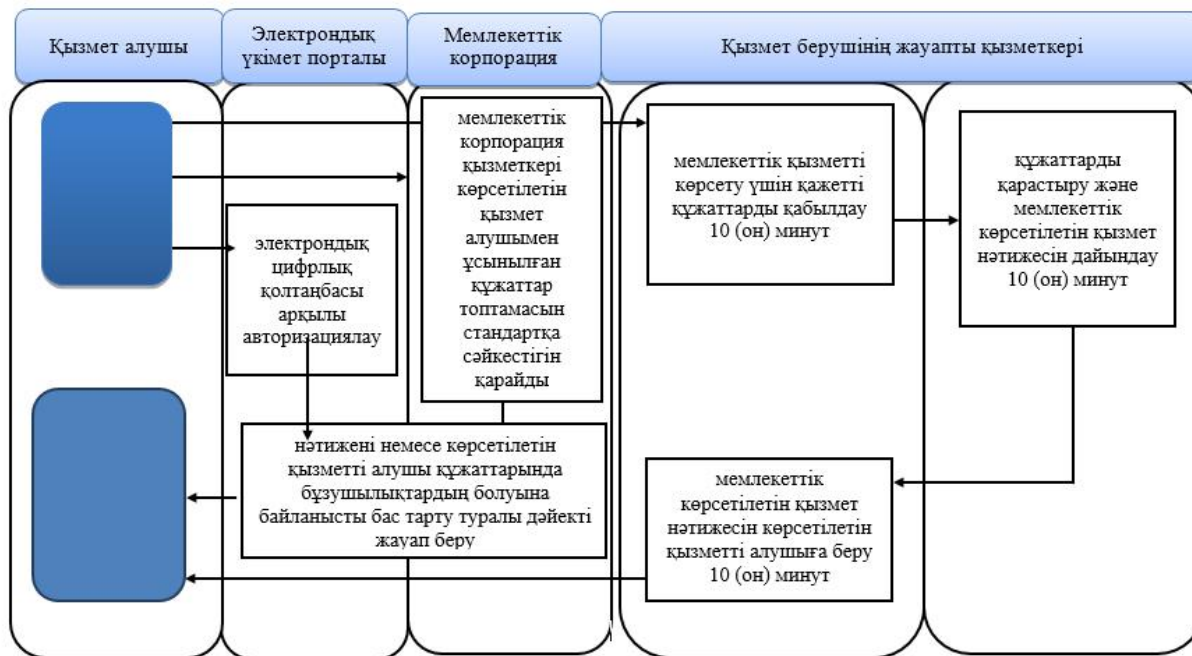 Қызмет алушы
Электрондық
үкімет порталы
Мемлекеттік
корпорация
Қызмет берушінің жауапты қызметкері
мемлекеттік
корпорация
қызметкері
көрсетілетін
қызмет
алушымен
ұсынылған
құжаттар
топтамасын
стандартқа
сәйкестігін
қарайды
мемлекеттік қызметті
көрсету үшін қажетті
құжаттарды қабылдау
10 (он) минут
құжаттарды
қарастыру және
мемлекеттік
көрсетілетін қызмет
нәтижесін дайындау
10 (он) минут
электрондық
цифрлық
қолтаңбасы
арқылы
авторизациялау
нәтижені немесе көрсетілетін
қызметті алушы құжаттарында
бұзушылықтардың болуына
байланысты бас тарту туралы дәйекті
жауап беру
мемлекеттік
көрсетілетін қызмет
нәтижесін көрсетілетін
қызметті алушыға беру
10 (он) минут